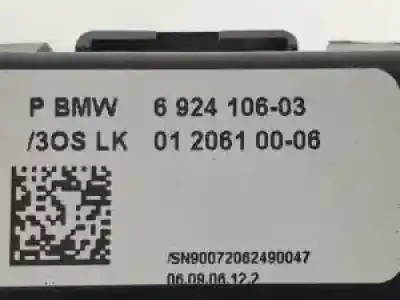 P BMW 6 924 106-03
/3OS LK 01 2061 00-06
/SN90072062490047
06.09.06.12.2